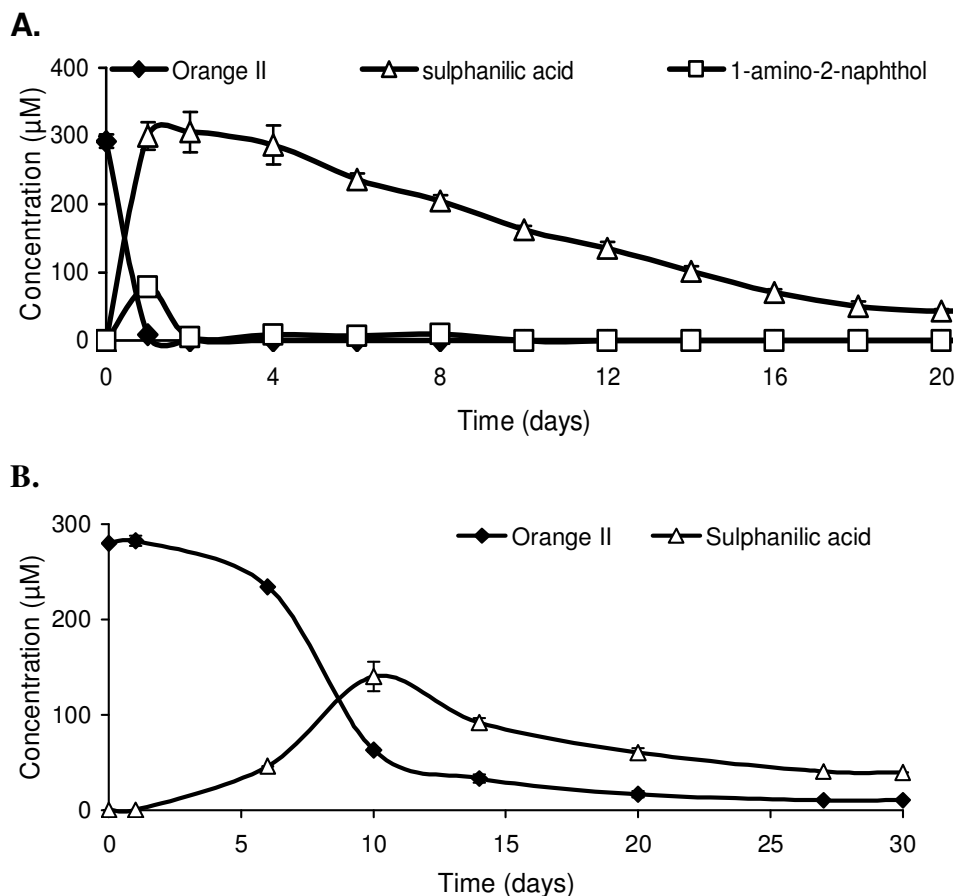 A.
400
Orange II
sulphanilic acid
1-amino-2-naphthol
300
200
100
0
Concentration (µM)
0 4 8 12 16 20
Time (days)
B.
300
Orange II
Sulphanilic acid
200
100
0
Concentration (µM)
0 5 10 15 20 25 30
Time (days)